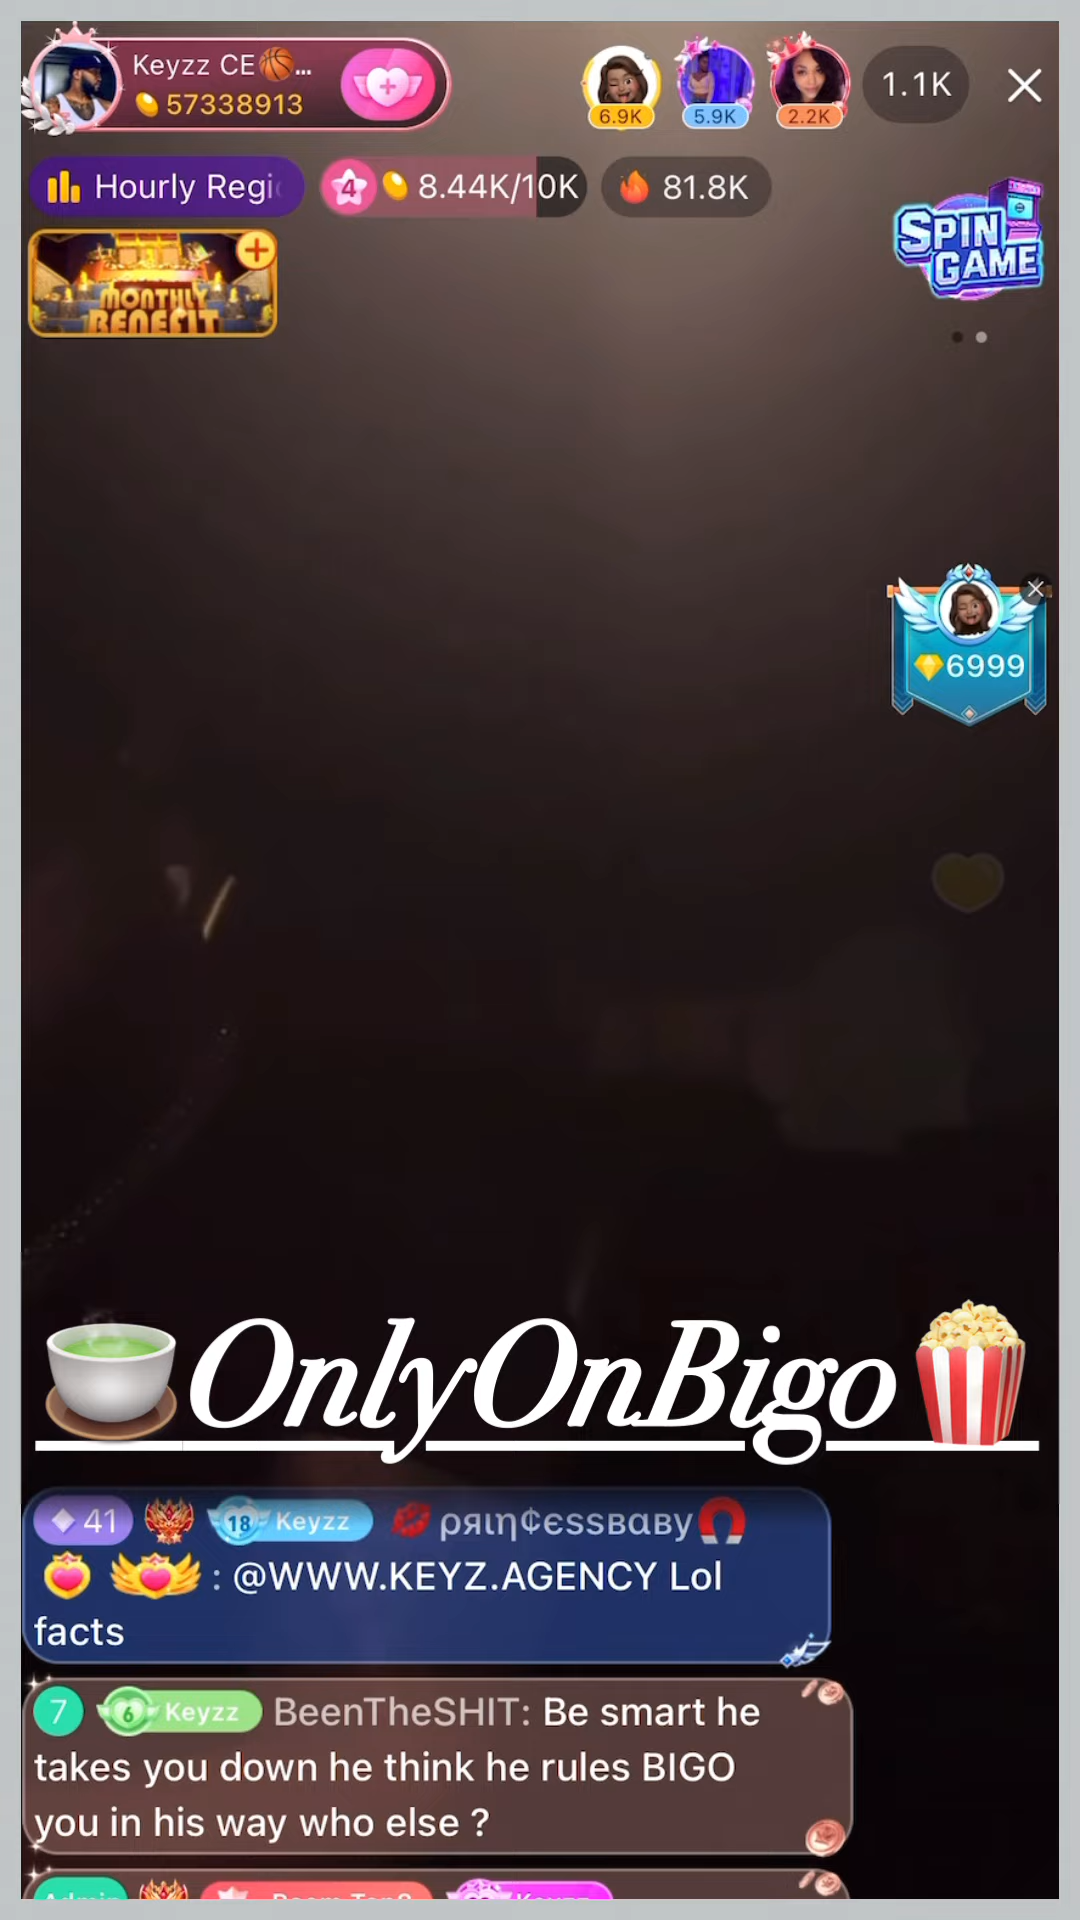 Keyzz CE🏀...
57338913
6.9K
5.9K
2.2K
1.1K
Hourly Regi
4
8.44K/10K
81.8K
MONTHLY
BENEFIT
SPIN
GAME
6999
🍵OnlyOnBigo🍿
41 18 Keyzz 💋ρяιη¢єѕѕвαву🧲
: @WWW.KEYZ.AGENCY Lol
facts
7 6 Keyzz BeenTheSHIT: Be smart he
takes you down he think he rules BIGO
you in his way who else ?
Admin Keyzz